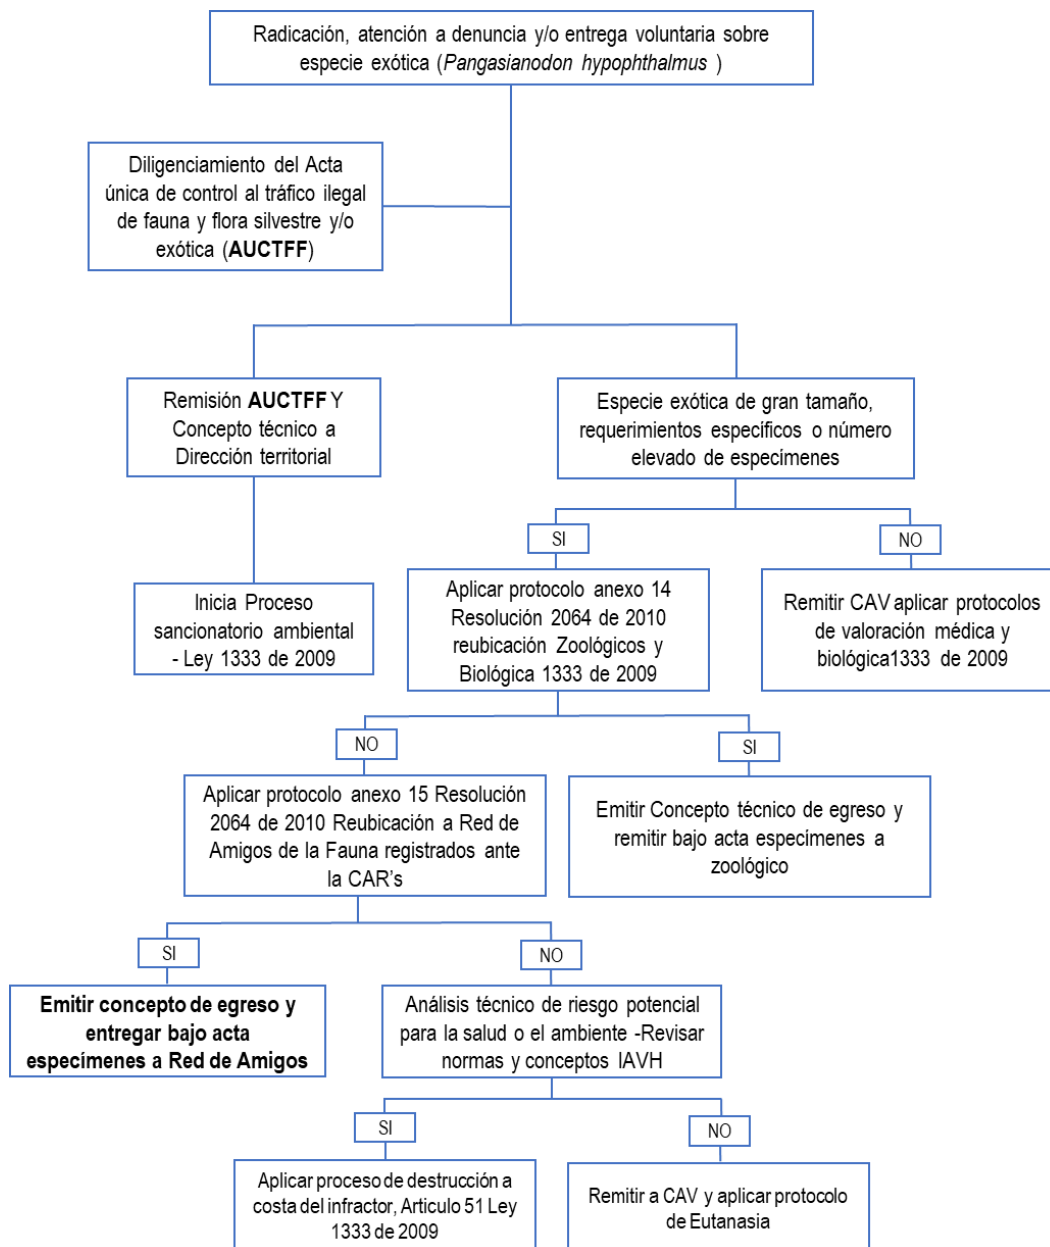 Radicación, atención a denuncia y/o entrega voluntaria sobre
especie exótica (Pangasianodon hypophthalmus )
Diligenciamiento del Acta
única de control al tráfico ilegal
de fauna y flora silvestre y/o
exótica (AUCTFF)
Remisión AUCTFF Y
Concepto técnico a
Dirección territorial
Especie exótica de gran tamaño,
requerimientos específicos o número
elevado de especímenes
SI
NO
Inicia Proceso
sancionatorio ambiental
- Ley 1333 de 2009
Aplicar protocolo anexo 14
Resolución 2064 de 2010
reubicación Zoológicos y
Biológica 1333 de 2009
Remitir CAV aplicar protocolos
de valoración médica y
biológica1333 de 2009
NO
SI
Aplicar protocolo anexo 15 Resolución
2064 de 2010 Reubicación a Red de
Amigos de la Fauna registrados ante
la CAR's
Emitir Concepto técnico de egreso y
remitir bajo acta especímenes a
zoológico
SI
NO
Emitir concepto de egreso y
entregar bajo acta
especímenes a Red de Amigos
Análisis técnico de riesgo potencial
para la salud o el ambiente -Revisar
normas y conceptos IAVH
SI
NO
Aplicar proceso de destrucción a
costa del infractor, Articulo 51 Ley
1333 de 2009
Remitir a CAV y aplicar protocolo
de Eutanasia